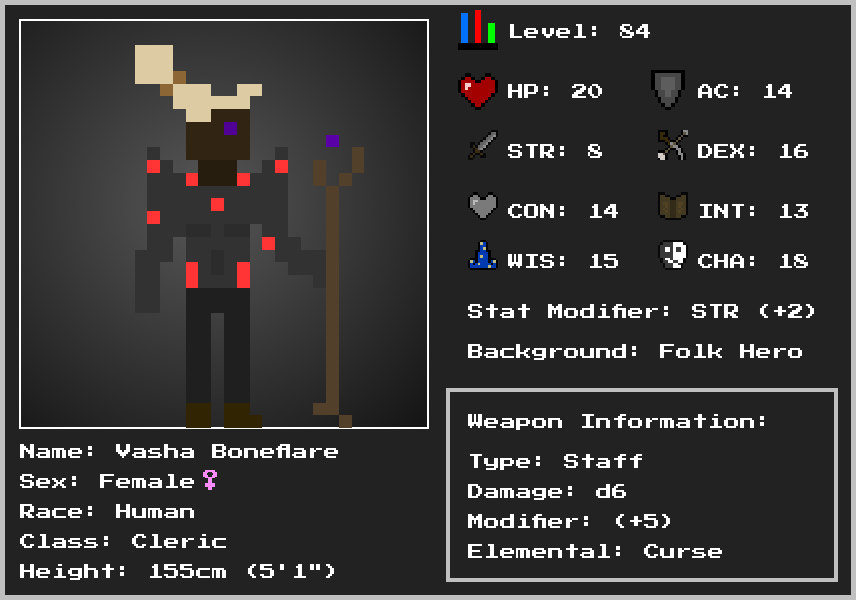 Level: 84
HP: 20
AC: 14
STR: 8
DEX: 16
CON: 14
INT: 13
WIS: 15
CHA: 18
Stat Modifier: STR (+2)
Background: Folk Hero
Weapon Information:
Type: Staff
Damage: d6
Modifier: (+5)
Elemental: Curse
Name: Vasha Boneflare
Sex: Female♀
Race: Human
Class: Cleric
Height: 155cm (5'1")